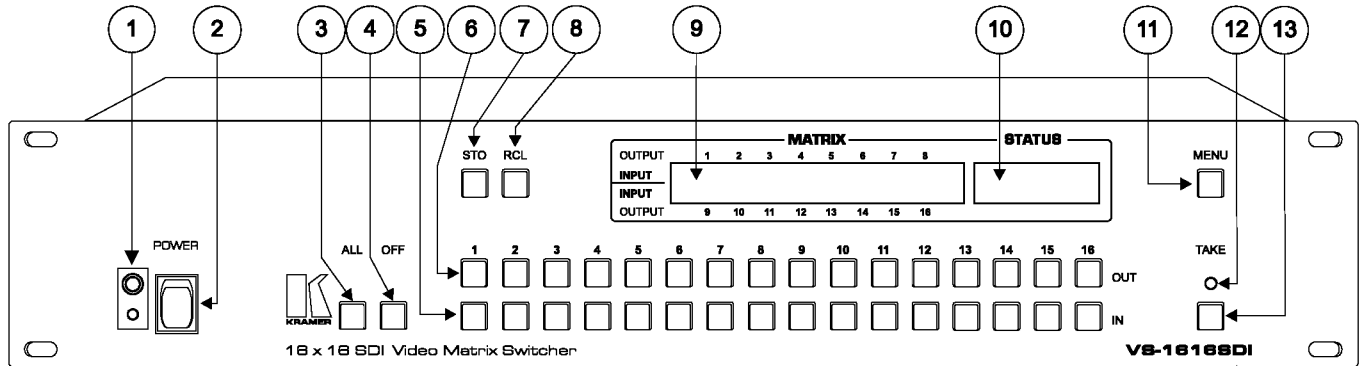 1 2 3 4 5 6 7 8 9 10 11 12 13
MATRIX STATUS
STO RCL OUTPUT 1 2 3 4 5 6 7 8 MENU
INPUT
INPUT
OUTPUT 9 10 11 12 13 14 15 16
POWER ALL OFF 1 2 3 4 5 6 7 8 9 10 11 12 13 14 15 16 TAKE
OUT
KRAMER IN
16 x 16 SDI Video Matrix Switcher VS-1616SDI